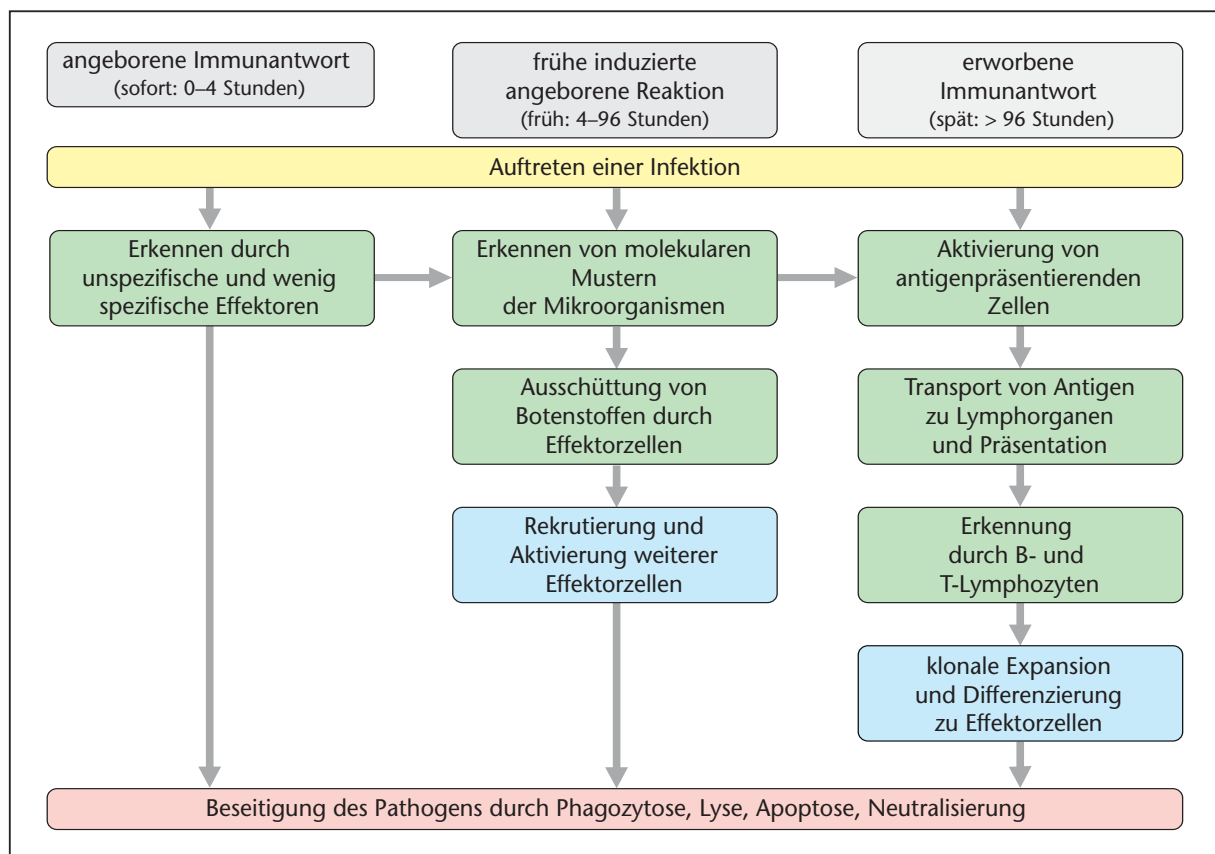 angeborene Immunantwort
(sofort: 0–4 Stunden)
frühe induzierte
angeborene Reaktion
(früh: 4–96 Stunden)
erworbene
Immunantwort
(spät: > 96 Stunden)
Auftreten einer Infektion
Erkennen durch
unspezifische und wenig
spezifische Effektoren
Erkennen von molekularen
Mustern
der Mikroorganismen
Aktivierung von
antigenpräsentierenden
Zellen
Ausschüttung von
Botenstoffen durch
Effektorzellen
Transport von Antigen
zu Lymphorganen
und Präsentation
Rekrutierung und
Aktivierung weiterer
Effektorzellen
Erkennung
durch B- und
T-Lymphozyten
klonale Expansion
und Differenzierung
zu Effektorzellen
Beseitigung des Pathogens durch Phagozytose, Lyse, Apoptose, Neutralisierung